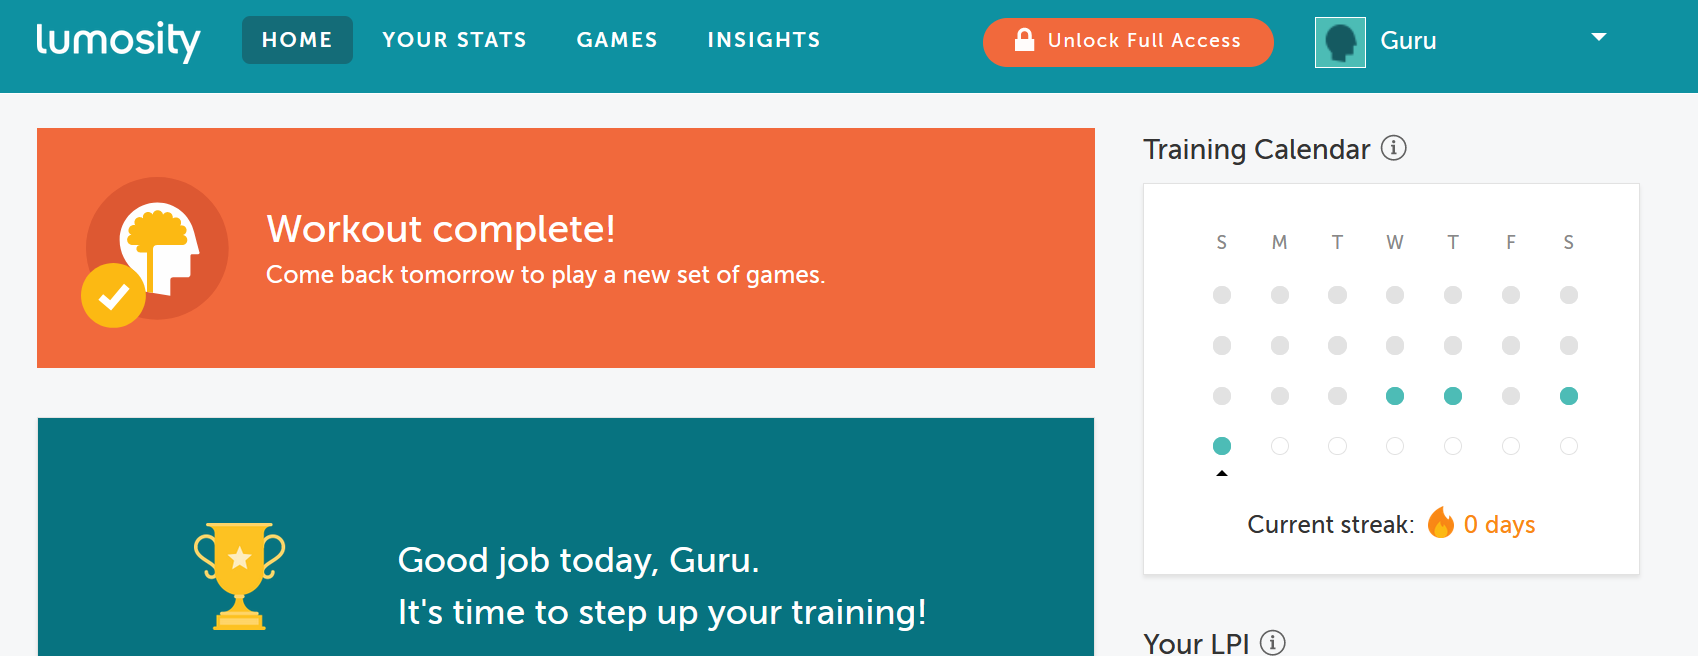 lumosity HOME YOUR STATS GAMES INSIGHTS Unlock Full Access Guru
Workout complete!
Come back tomorrow to play a new set of games.
Good job today, Guru.
It's time to step up your training!
Training Calendar
S M T W T F S
Current streak: 0 days
Your LPI